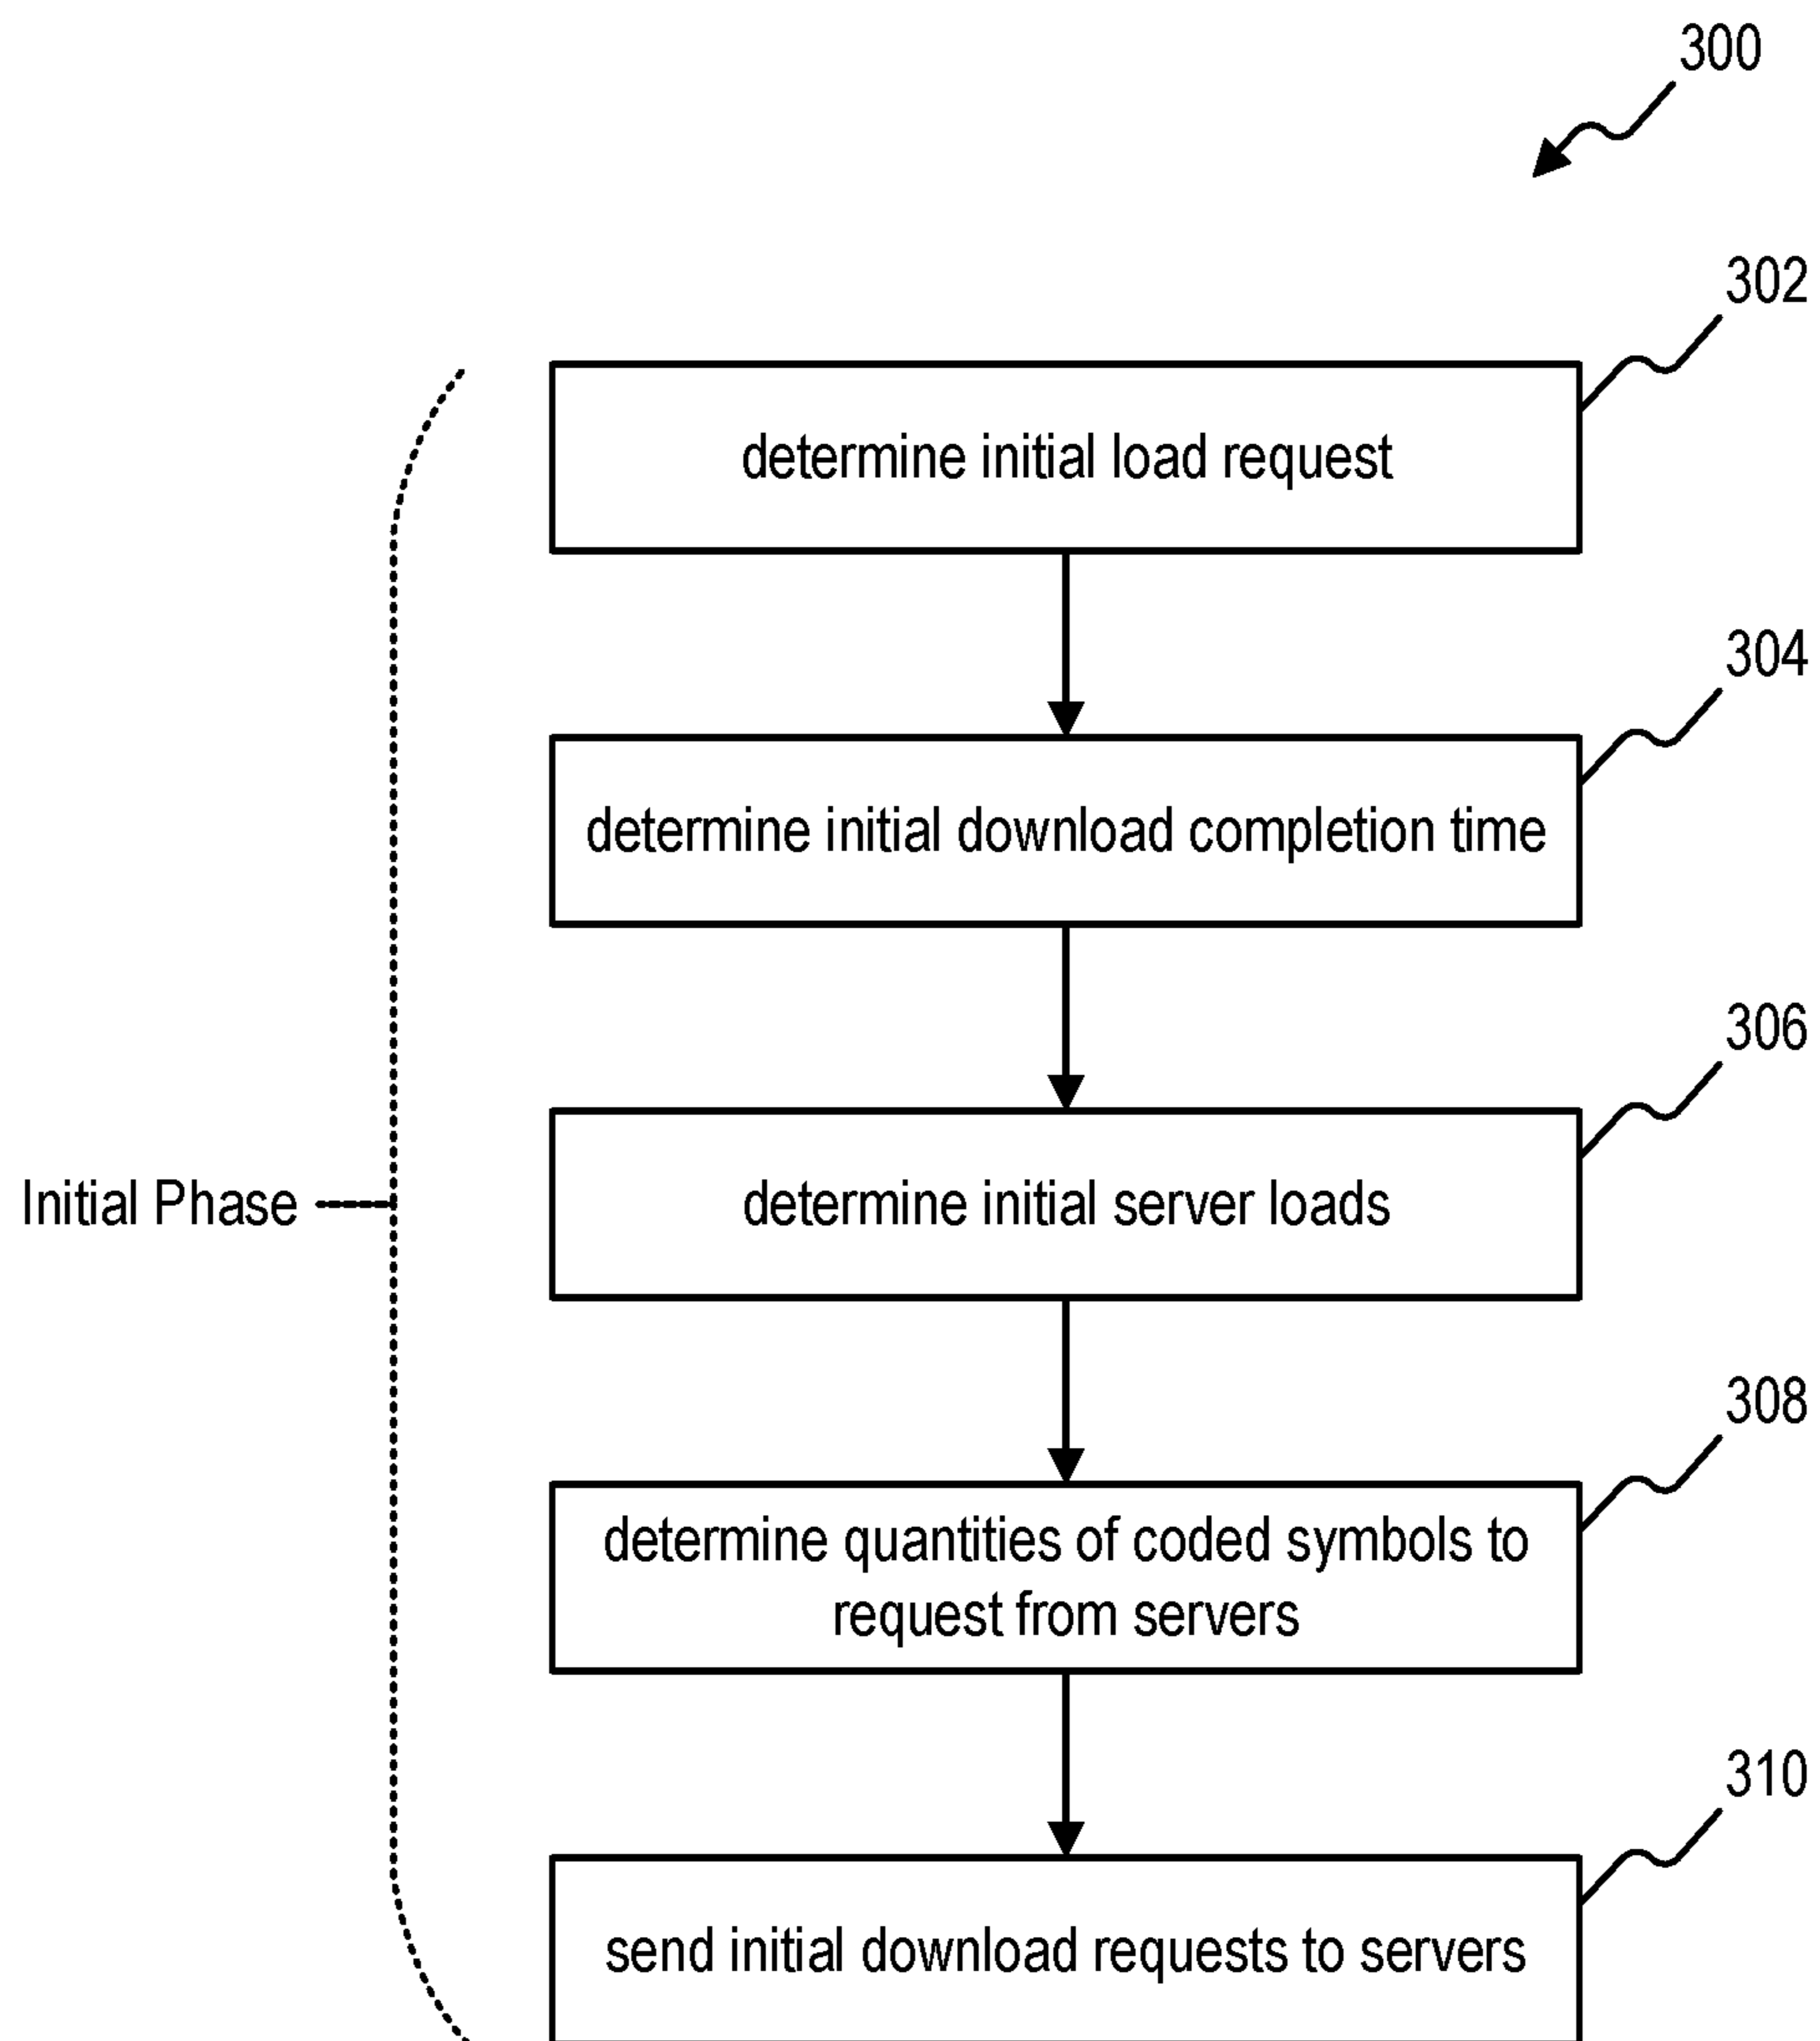 300
302
determine initial load request
304
determine initial download completion time
306
Initial Phase
determine initial server loads
308
determine quantities of coded symbols to
request from servers
310
send initial download requests to servers